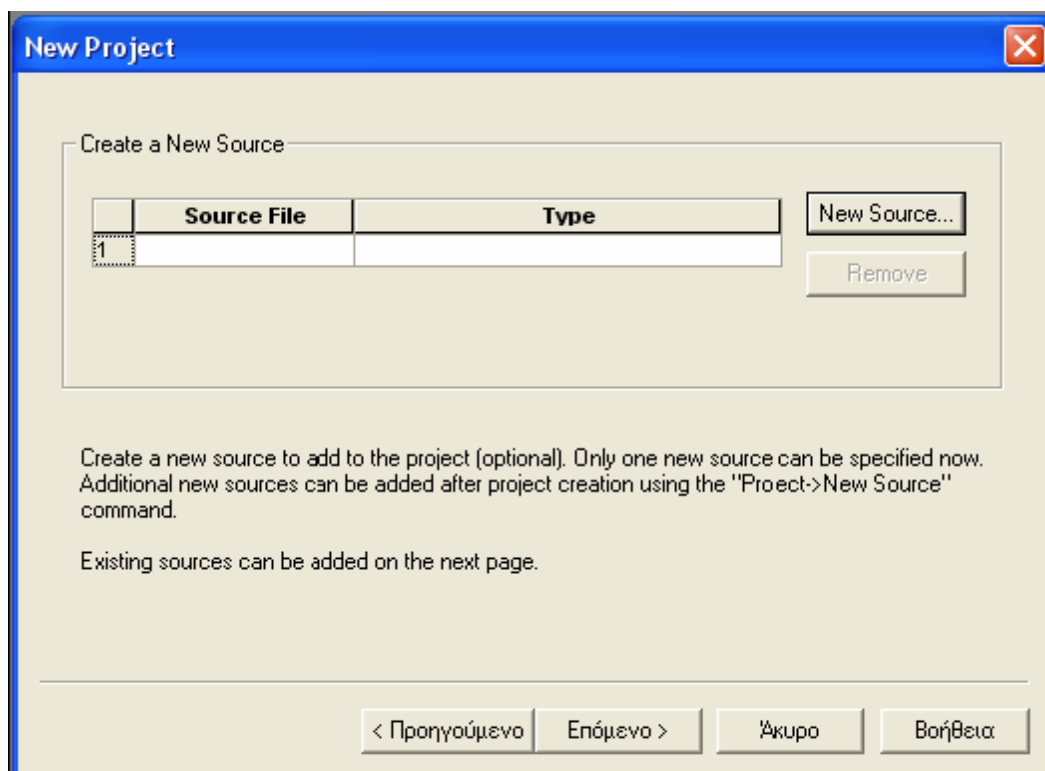 New Project
Create a New Source
Source File Type
New Source...
1
Remove
Create a new source to add to the project (optional). Only one new source can be specified now.
Additional new sources can be added after project creation using the "Proect->New Source"
command.
Existing sources can be added on the next page.
< Προηγούμενο Επόμενο > Άκυρο Βοήθεια